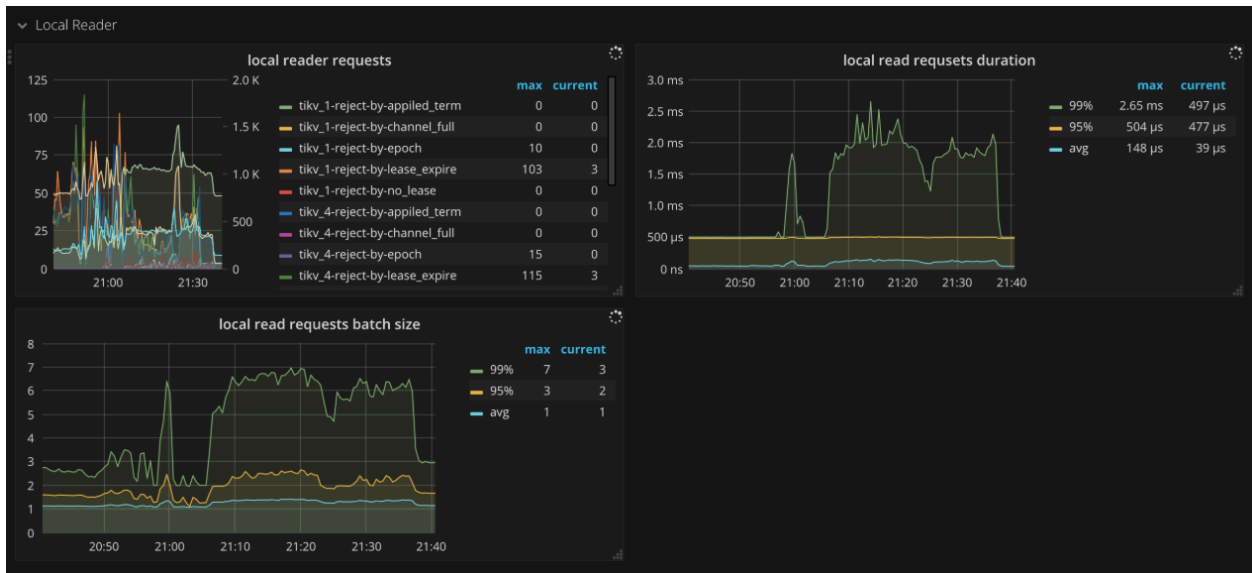 Local Reader
local reader requests
125 2.0 K
100 1.5 K
75 1.0 K
50 500
25
0 0
21:00 21:30
max current
tikv_1-reject-by-appiled_term 0 0
tikv_1-reject-by-channel_full 0 0
tikv_1-reject-by-epoch 10 0
tikv_1-reject-by-lease_expire 103 3
tikv_1-reject-by-no_lease 0 0
tikv_4-reject-by-appiled_term 0 0
tikv_4-reject-by-channel_full 0 0
tikv_4-reject-by-epoch 15 0
tikv_4-reject-by-lease_expire 115 3
local read requsets duration
3.0 ms
2.5 ms
2.0 ms
1.5 ms
1.0 ms
500 µs
0 ns
20:50 21:00 21:10 21:20 21:30 21:40
max current
99% 2.65 ms 497 µs
95% 504 µs 477 µs
avg 148 µs 39 µs
local read requests batch size
8
7
6
5
4
3
2
1
0
20:50 21:00 21:10 21:20 21:30 21:40
max current
99% 7 3
95% 3 2
avg 1 1